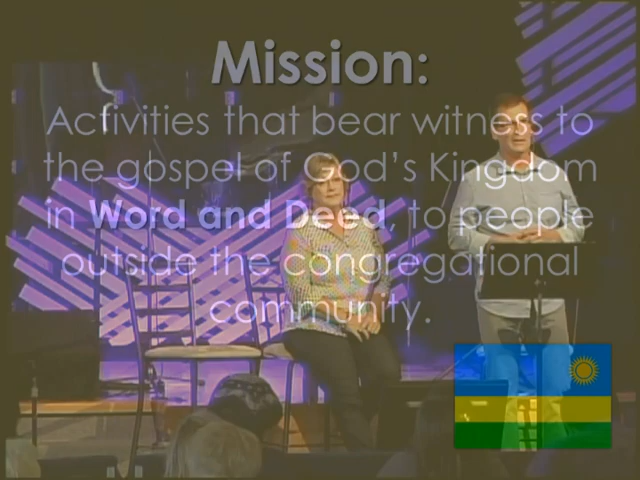 Mission:
Activities that bear witness to
the gospel of God's Kingdom
in Word and Deed, to people
outside the congregational
community.